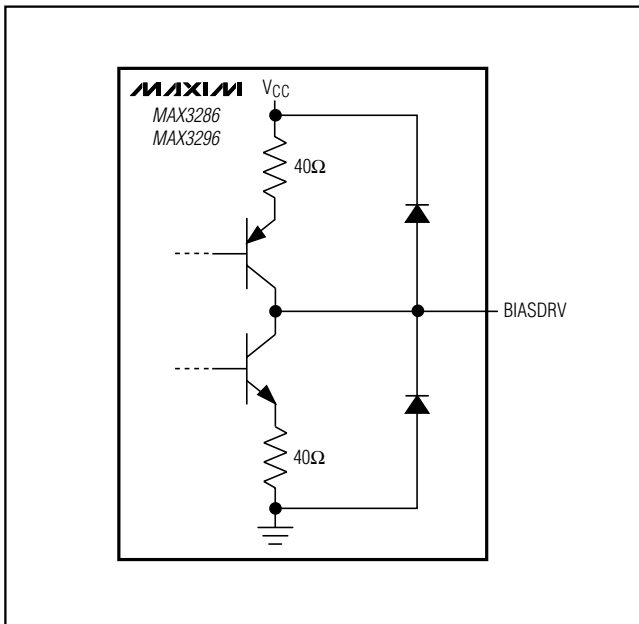 MAXIM
VCC
MAX3286
MAX3296
40Ω
BIASDRV
40Ω